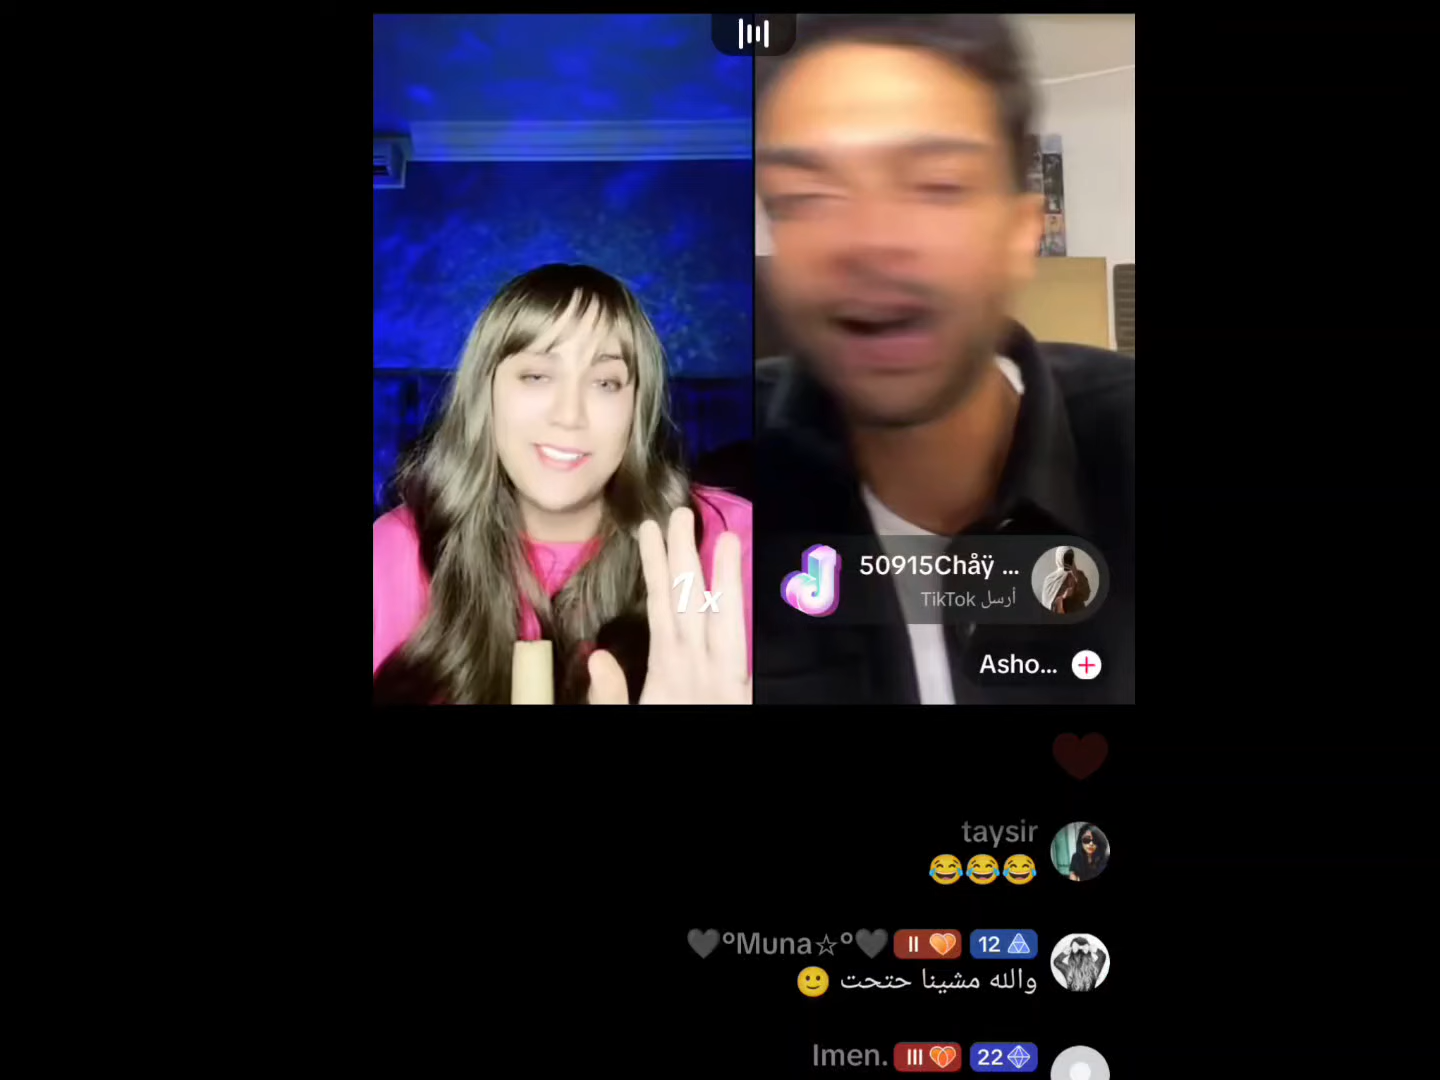 50915Chåÿ ...
أرسل TikTok
1x
Asho...
taysir
😂😂😂
🖤°Muna☆°🖤 II 12
والله مشينا حتحت 🙂
Imen. III 22